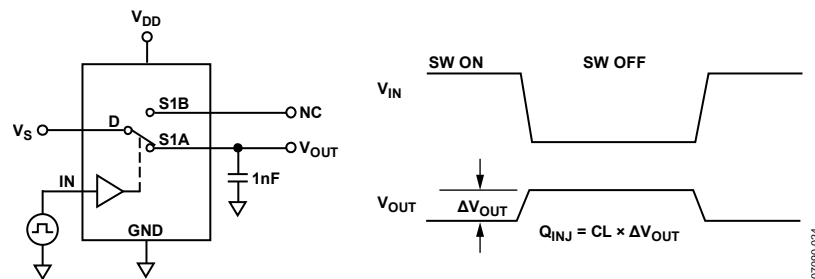 VDD
S1B
NC
VS
D
S1A
VOUT
IN
1nF
GND
SW ON
SW OFF
VIN
VOUT
ΔVOUT
QINJ = CL × ΔVOUT